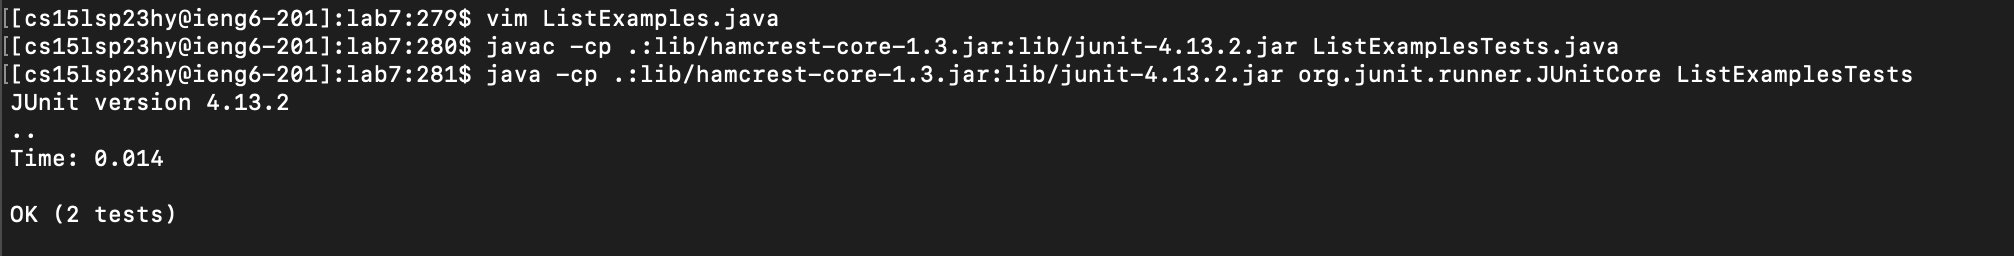 [[cs15lsp23hy@ieng6-201]:lab7:279$ vim ListExamples.java
[[cs15lsp23hy@ieng6-201]:lab7:280$ javac -cp .:lib/hamcrest-core-1.3.jar:lib/junit-4.13.2.jar ListExamplesTests.java
[[cs15lsp23hy@ieng6-201]:lab7:281$ java -cp .:lib/hamcrest-core-1.3.jar:lib/junit-4.13.2.jar org.junit.runner.JUnitCore ListExamplesTests
JUnit version 4.13.2
..
Time: 0.014
OK (2 tests)